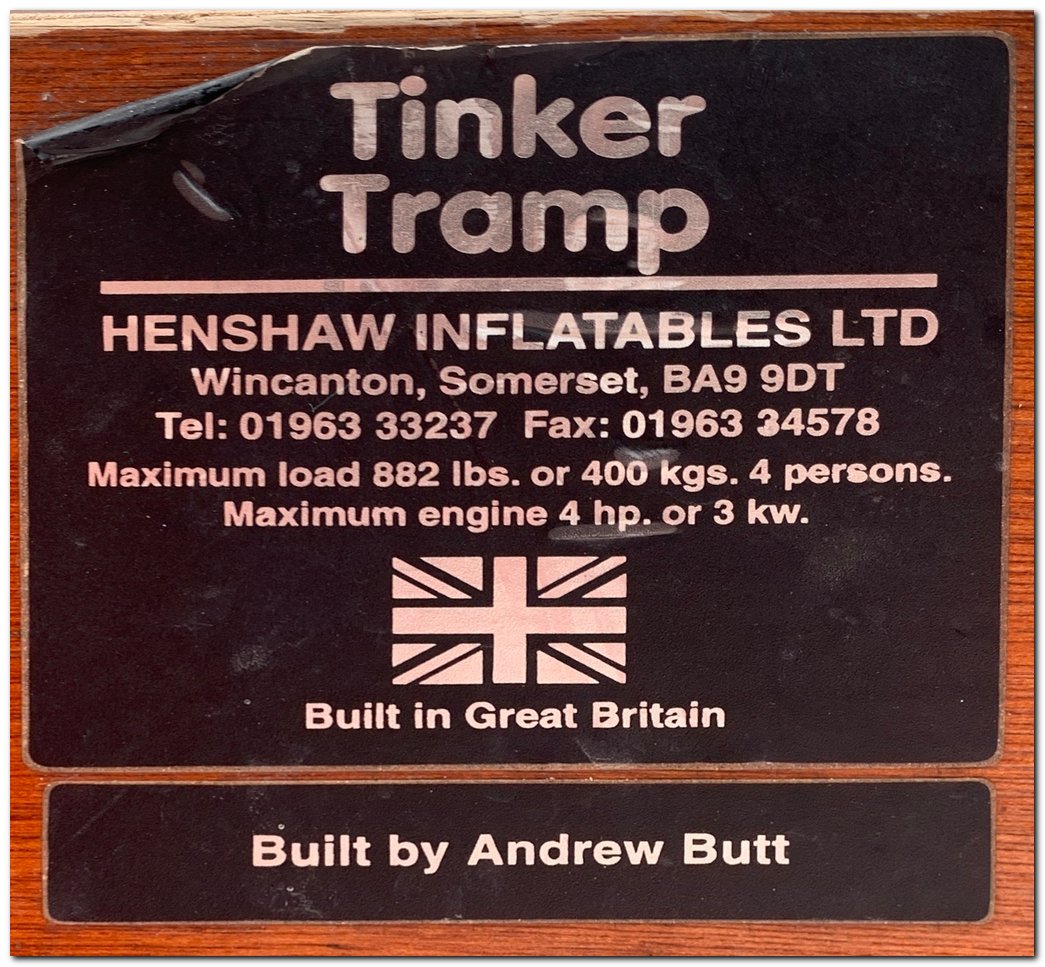 Tinker
Tramp
HENSHAW INFLATABLES LTD
Wincanton, Somerset, BA9 9DT
Tel: 01963 33237 Fax: 01963 34578
Maximum load 882 lbs. or 400 kgs. 4 persons.
Maximum engine 4 hp. or 3 kw.
Built in Great Britain
Built by Andrew Butt